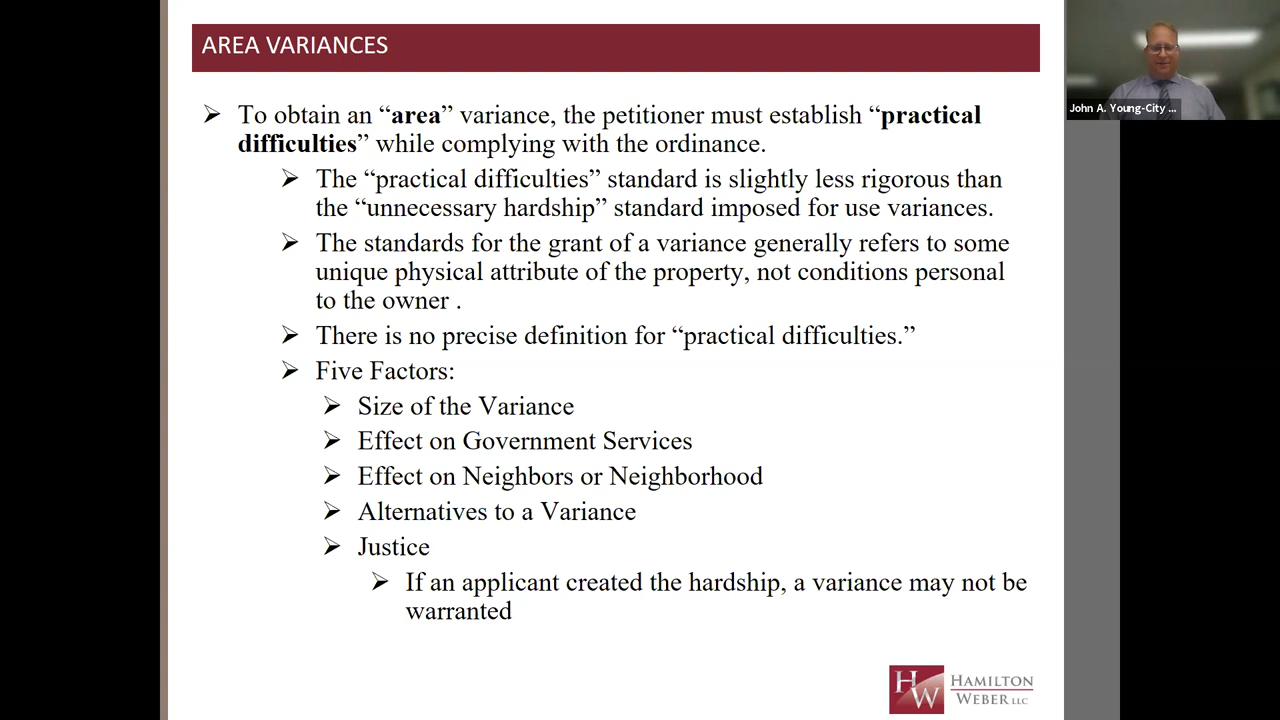 AREA VARIANCES
To obtain an “area” variance, the petitioner must establish “practical
difficulties” while complying with the ordinance.
The “practical difficulties” standard is slightly less rigorous than
the “unnecessary hardship” standard imposed for use variances.
The standards for the grant of a variance generally refers to some
unique physical attribute of the property, not conditions personal
to the owner .
There is no precise definition for “practical difficulties.”
Five Factors:
Size of the Variance
Effect on Government Services
Effect on Neighbors or Neighborhood
Alternatives to a Variance
Justice
If an applicant created the hardship, a variance may not be
warranted
HW
HAMILTON
WEBER LLC
John A. Young-City ...